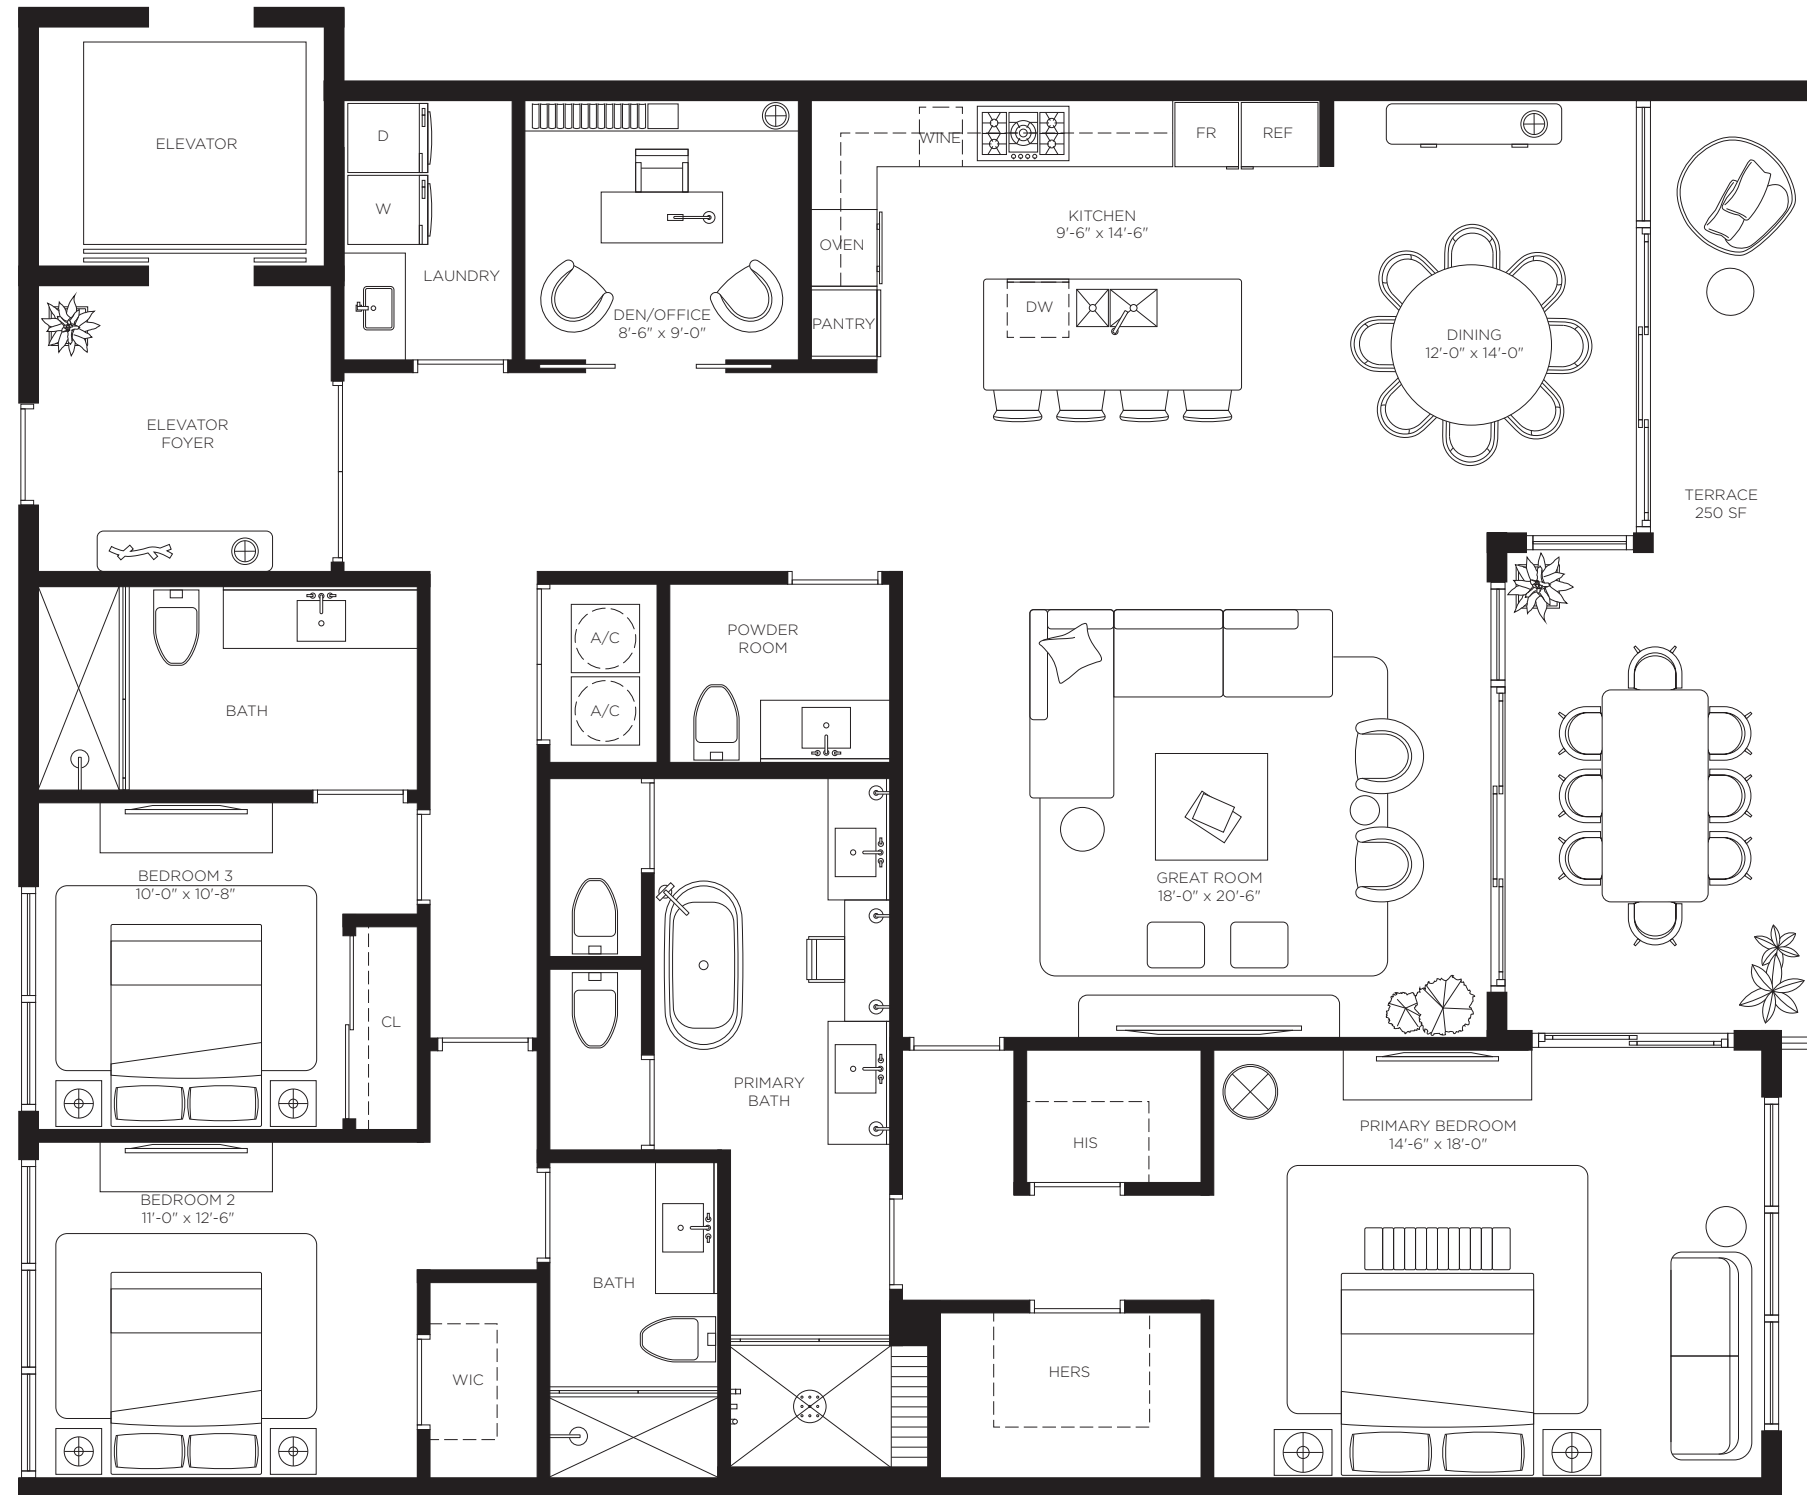 ELEVATOR
D
W
LAUNDRY
DEN/OFFICE
8'-6" x 9'-0"
WINE
FR
REF
OVEN
PANTRY
KITCHEN
9'-6" x 14'-6"
DW
DINING
12'-0" x 14'-0"
TERRACE
250 SF
ELEVATOR
FOYER
BATH
A/C
A/C
POWDER
ROOM
BEDROOM 3
10'-0" x 10'-8"
CL
GREAT ROOM
18'-0" x 20'-6"
PRIMARY
BATH
HIS
PRIMARY BEDROOM
14'-6" x 18'-0"
BEDROOM 2
11'-0" x 12'-6"
BATH
WIC
HERS